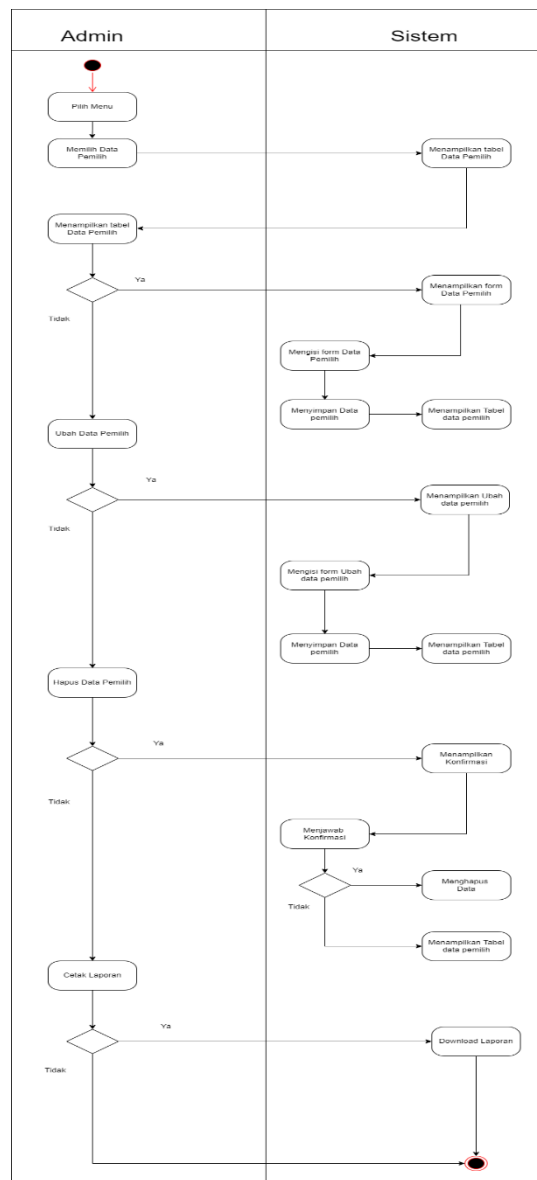 Admin
Sistem
Pilih Menu
Memilih Data
Pemilih
Menampilkan tabel
Data Pemilih
Menampilkan tabel
Data Pemilih
Ya
Menampilkan form
Data Pemilih
Tidak
Mengisi form Data
Pemilih
Menyimpan Data
pemilih
Menampilkan Tabel
data pemilih
Ubah Data Pemilih
Ya
Menampilkan Ubah
data pemilih
Tidak
Mengisi form Ubah
data pemilih
Menyimpan Data
pemilih
Menampilkan Tabel
data pemilih
Hapus Data Pemilih
Ya
Menampilkan
Konfirmasi
Tidak
Menjawab
Konfirmasi
Ya
Menghapus
Data
Tidak
Menampilkan Tabel
data pemilih
Cetak Laporan
Ya
Download Laporan
Tidak